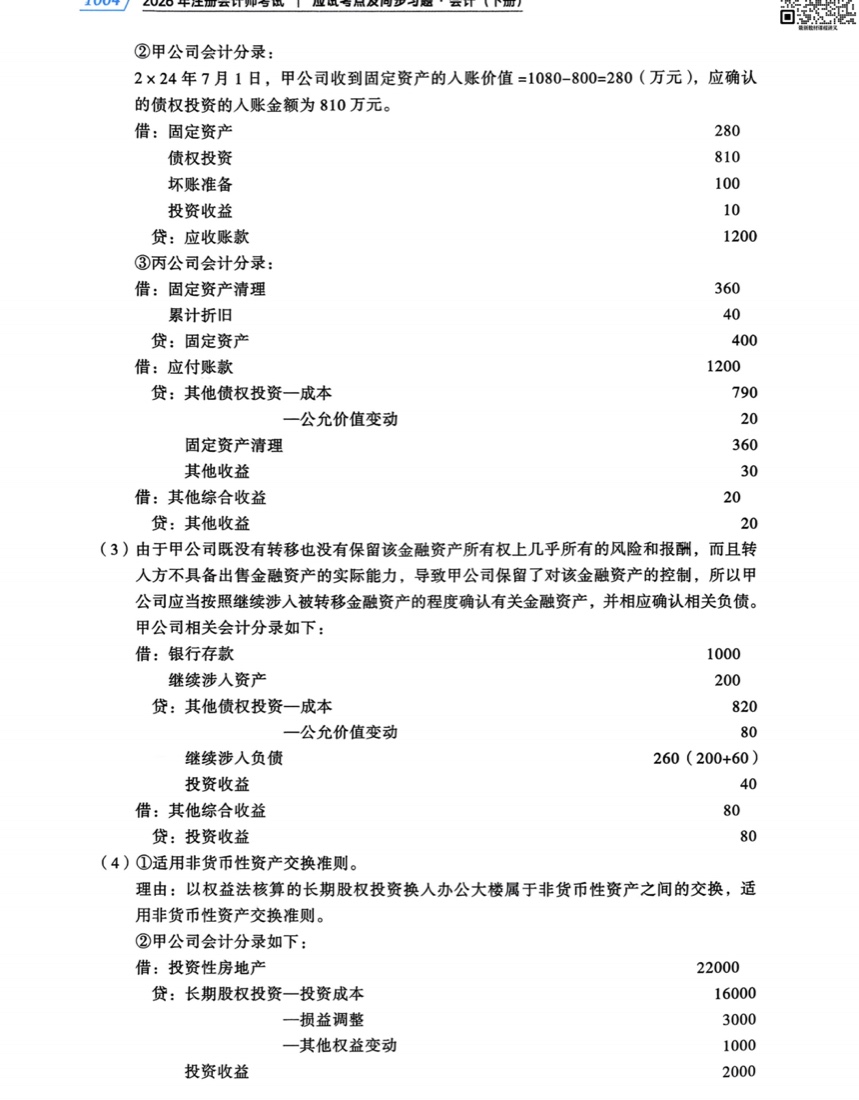 1004 2026 年注册会计师考试 | 应试考点及同步习题 · 会计（下册）
②甲公司会计分录：
2×24 年 7 月 1 日，甲公司收到固定资产的入账价值 =1080-800=280（万元），应确认
的债权投资的入账金额为 810 万元。
借：固定资产 280
债权投资 810
坏账准备 100
投资收益 10
贷：应收账款 1200
③丙公司会计分录：
借：固定资产清理 360
累计折旧 40
贷：固定资产 400
借：应付账款 1200
贷：其他债权投资—成本 790
—公允价值变动 20
固定资产清理 360
其他收益 30
借：其他综合收益 20
贷：其他收益 20
（3）由于甲公司既没有转移也没有保留该金融资产所有权上几乎所有的风险和报酬，而且转
入方不具备出售金融资产的实际能力，导致甲公司保留了对该金融资产的控制，所以甲
公司应当按照继续涉入被转移金融资产的程度确认有关金融资产，并相应确认相关负债。
甲公司相关会计分录如下：
借：银行存款 1000
继续涉入资产 200
贷：其他债权投资—成本 820
—公允价值变动 80
继续涉入负债 260（200+60）
投资收益 40
借：其他综合收益 80
贷：投资收益 80
（4）①适用非货币性资产交换准则。
理由：以权益法核算的长期股权投资换入办公大楼属于非货币性资产之间的交换，适
用非货币性资产交换准则。
②甲公司会计分录如下：
借：投资性房地产 22000
贷：长期股权投资—投资成本 16000
—损益调整 3000
—其他权益变动 1000
投资收益 2000